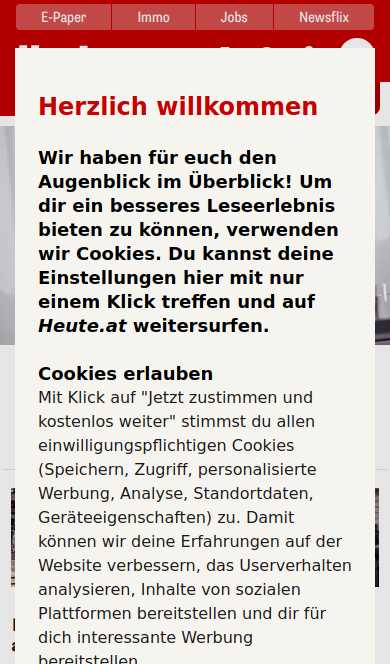 E-Paper Immo Jobs Newsflix
Herzlich willkommen
Wir haben für euch den
Augenblick im Überblick! Um
dir ein besseres Leseerlebnis
bieten zu können, verwenden
wir Cookies. Du kannst deine
Einstellungen hier mit nur
einem Klick treffen und auf
Heute.at weitersurfen.
Cookies erlauben
Mit Klick auf "Jetzt zustimmen und
kostenlos weiter" stimmst du allen
einwilligungspflichtigen Cookies
(Speichern, Zugriff, personalisierte
Werbung, Analyse, Standortdaten,
Geräteeigenschaften) zu. Damit
können wir deine Erfahrungen auf der
Website verbessern, das Userverhalten
analysieren, Inhalte von sozialen
Plattformen bereitstellen und dir für
dich interessante Werbung
bereitstellen